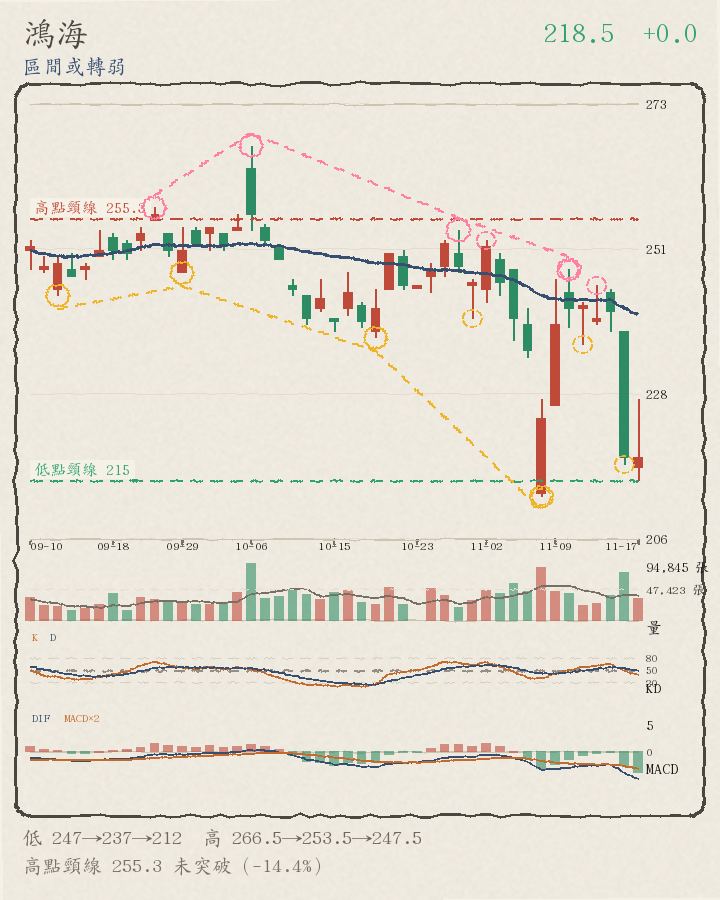 鴻海
218.5 +0.0
區間或轉弱
273
高點頸線 255.3
251
228
低點頸線 215
206
09-10 09-18 09-29 10-06 10-15 10-23 11-02 11-09 11-17
94,845 張
47,423 張
量
K D
80
50
20
KD
DIF MACD×2
5
0
MACD
低 247→237→212 高 266.5→253.5→247.5
高點頸線 255.3 未突破 (-14.4%)